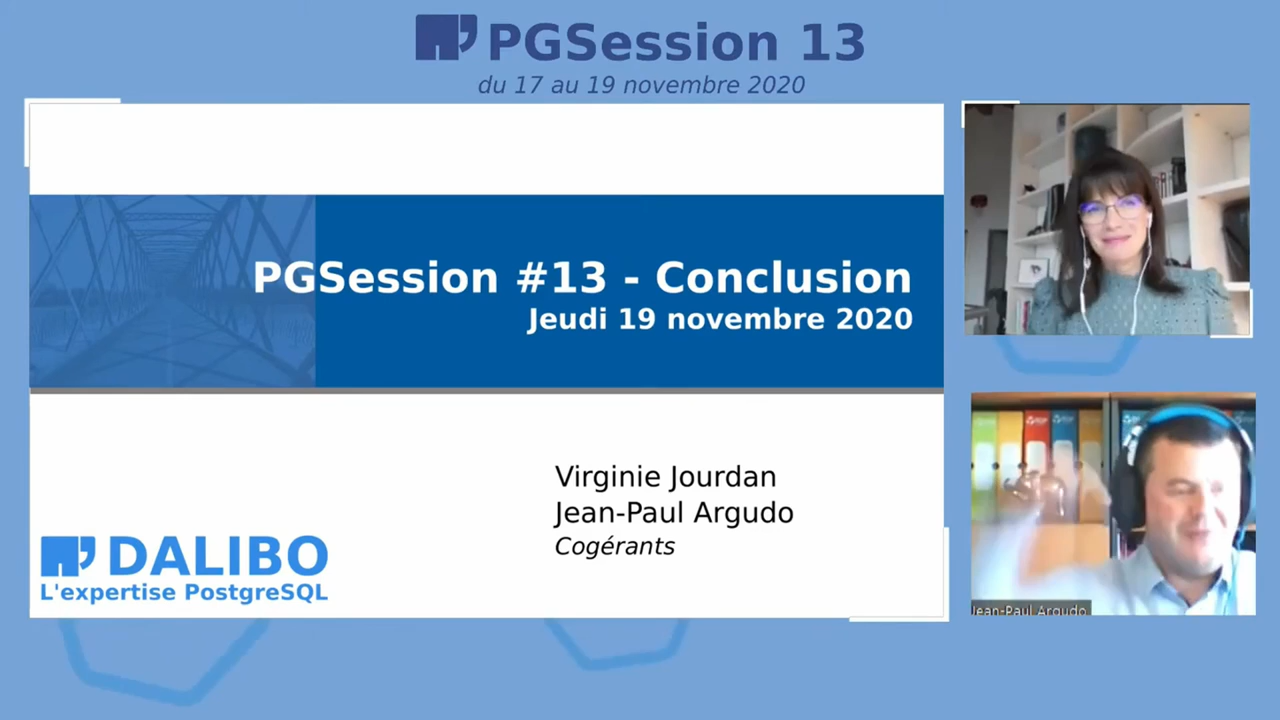 PGSession 13
du 17 au 19 novembre 2020
PGSession #13 - Conclusion
Jeudi 19 novembre 2020
Virginie Jourdan
Jean-Paul Argudo
Cogérants
DALIBO
L'expertise PostgreSQL
Jean-Paul Argudo